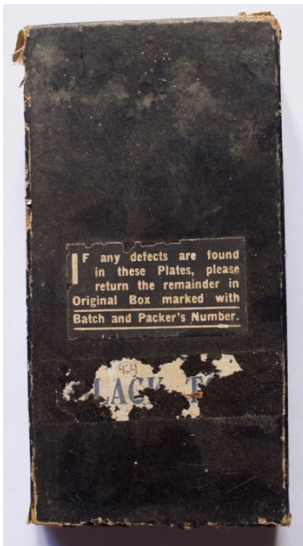 IF any defects are found
in these Plates, please
return the remainder in
Original Box marked with
Batch and Packer's Number.
LACK